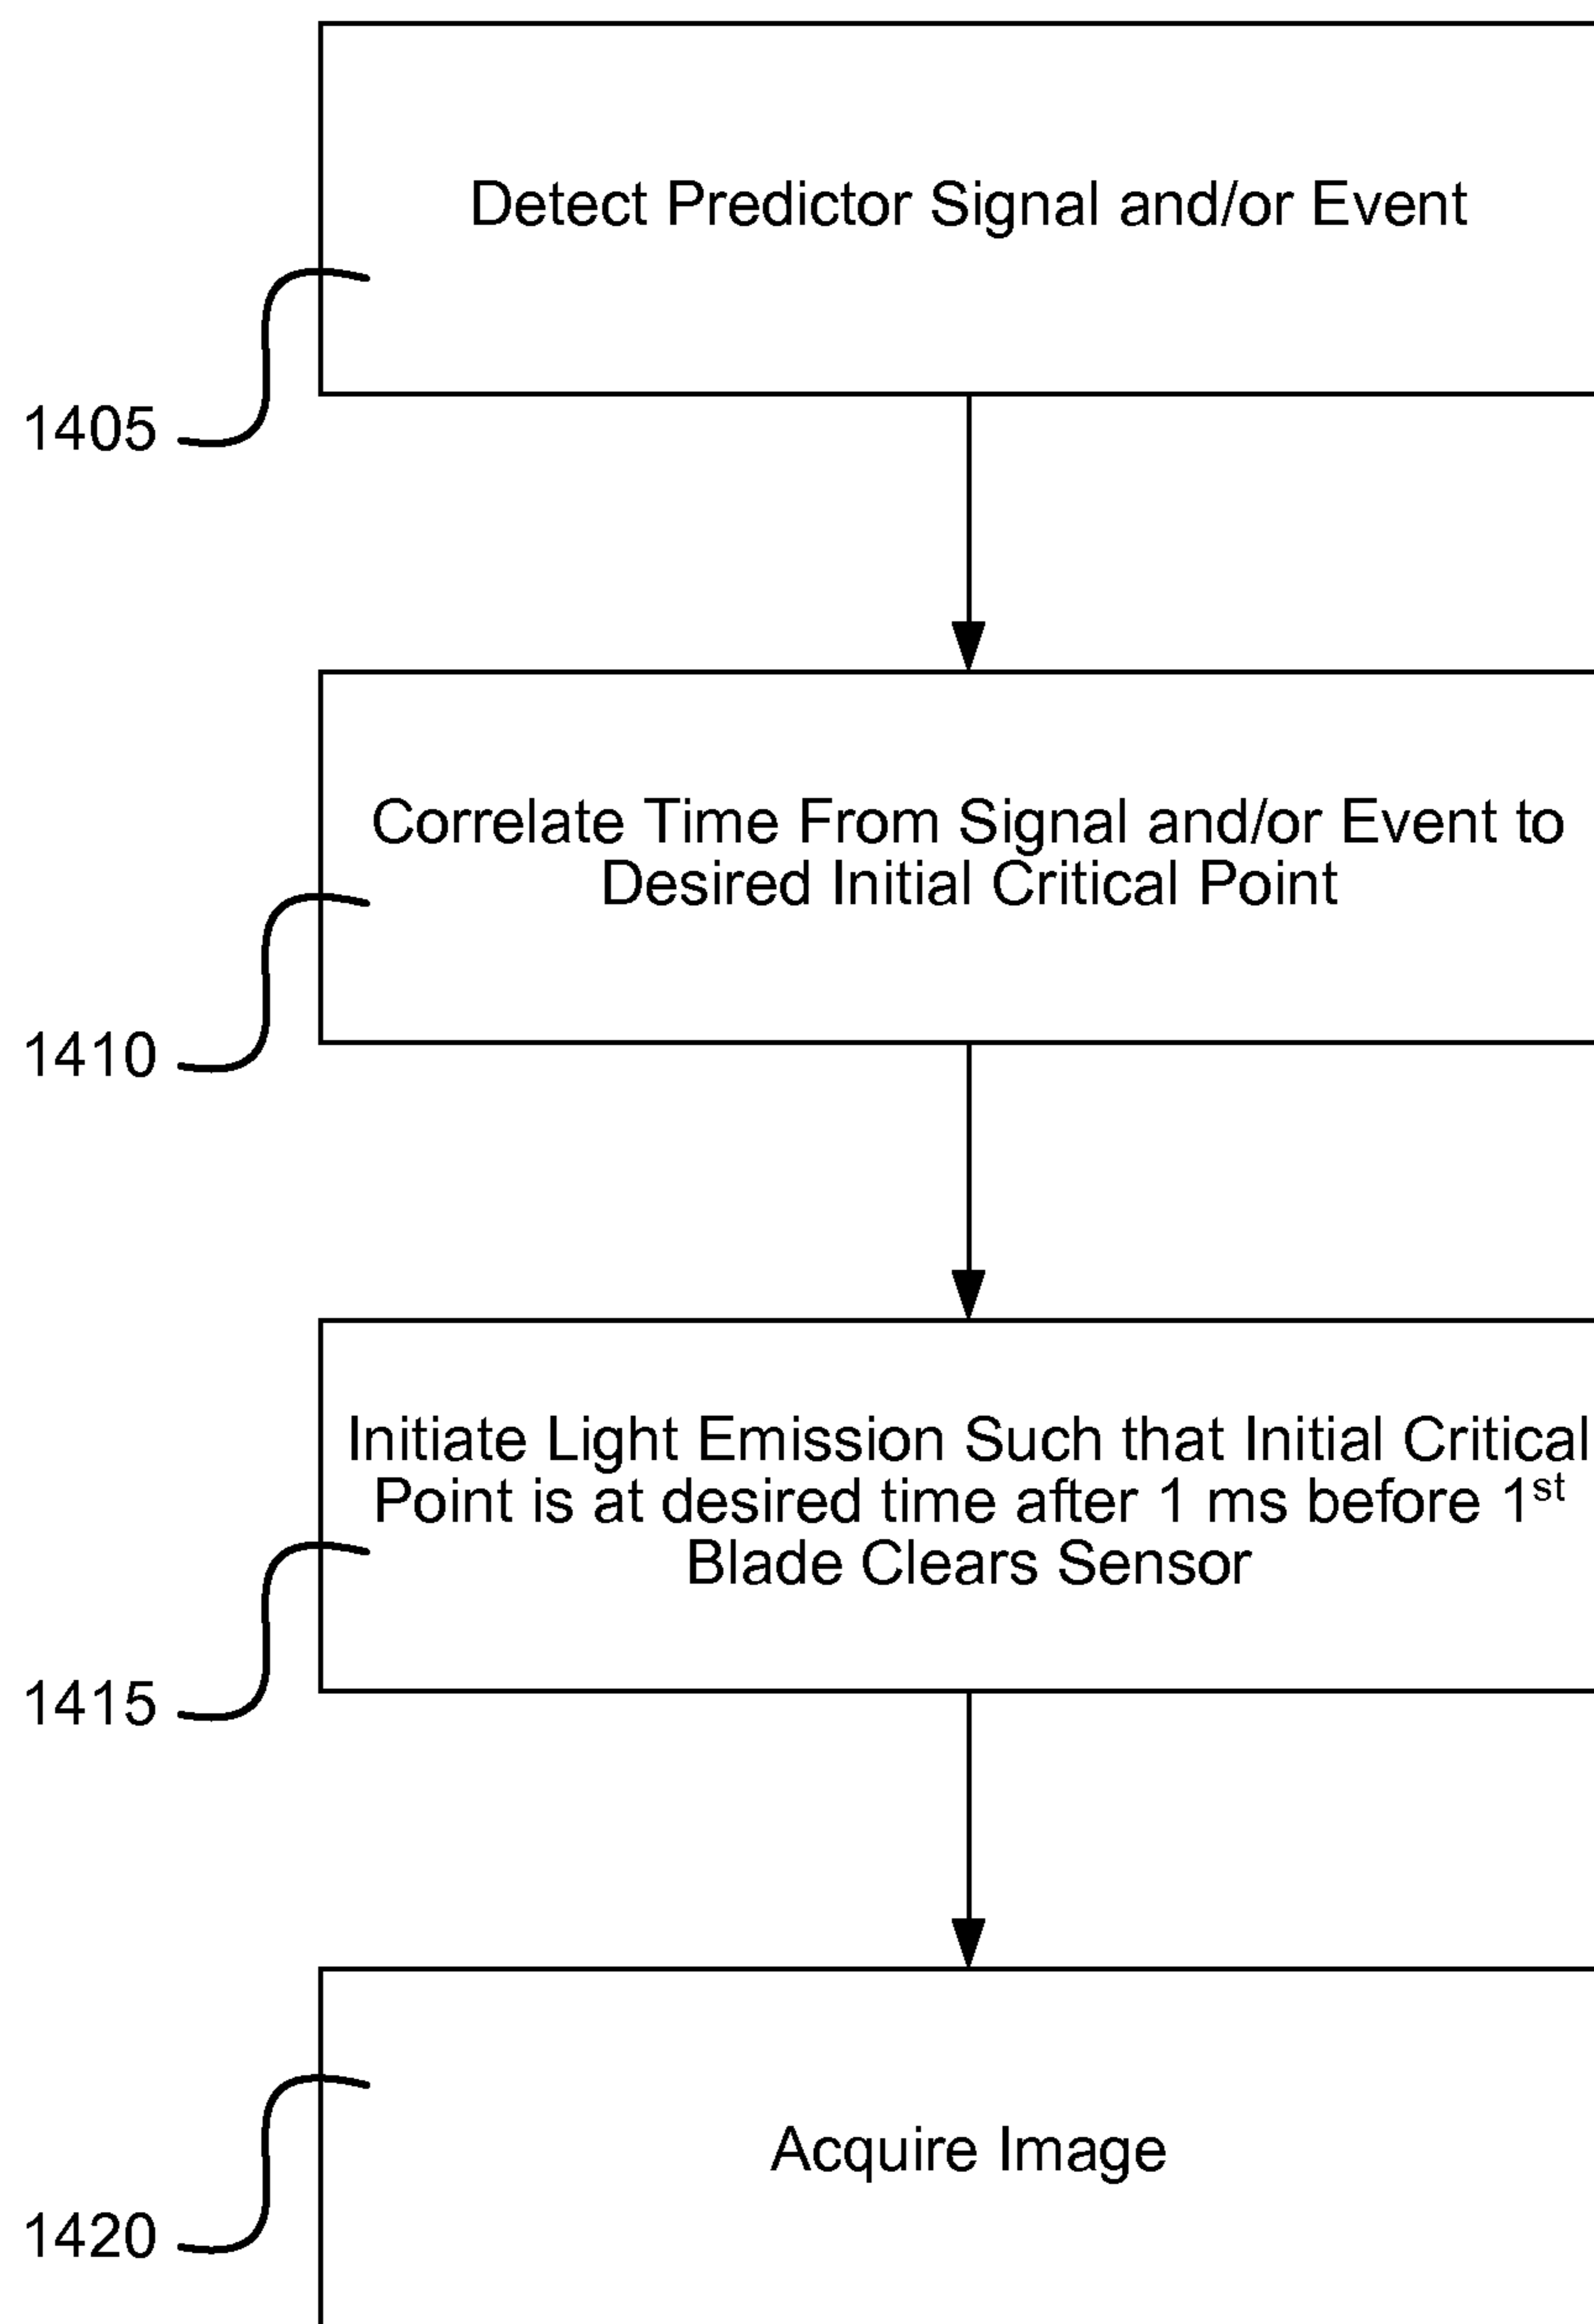 Detect Predictor Signal and/or Event
1405
Correlate Time From Signal and/or Event to
Desired Initial Critical Point
1410
Initiate Light Emission Such that Initial Critical
Point is at desired time after 1 ms before 1st
Blade Clears Sensor
1415
Acquire Image
1420